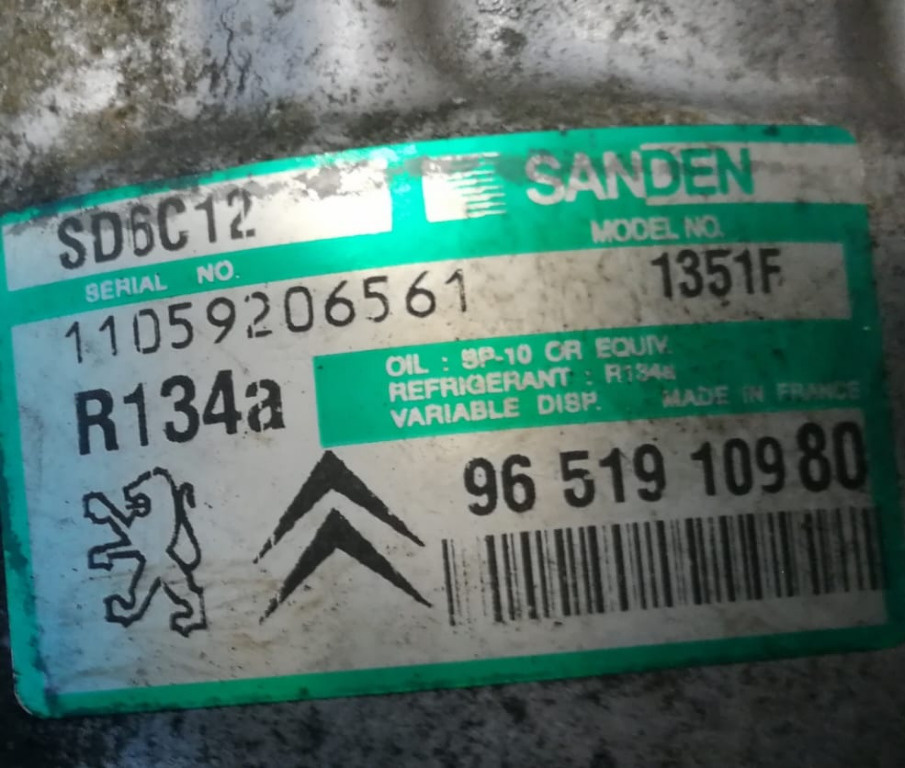 SANDEN
SD6C12
MODEL NO.
SERIAL NO.
1351F
11059206561
OIL : SP-10 OR EQUIV.
R134a
REFRIGERANT : R134a
VARIABLE DISP. MADE IN FRANCE
96 519 109 80